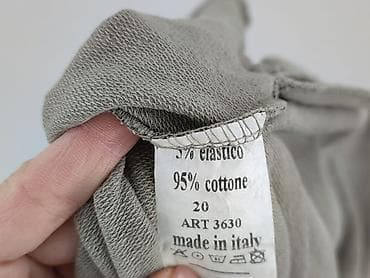 5% elastico
95% cottone
20
ART 3630
made in italy